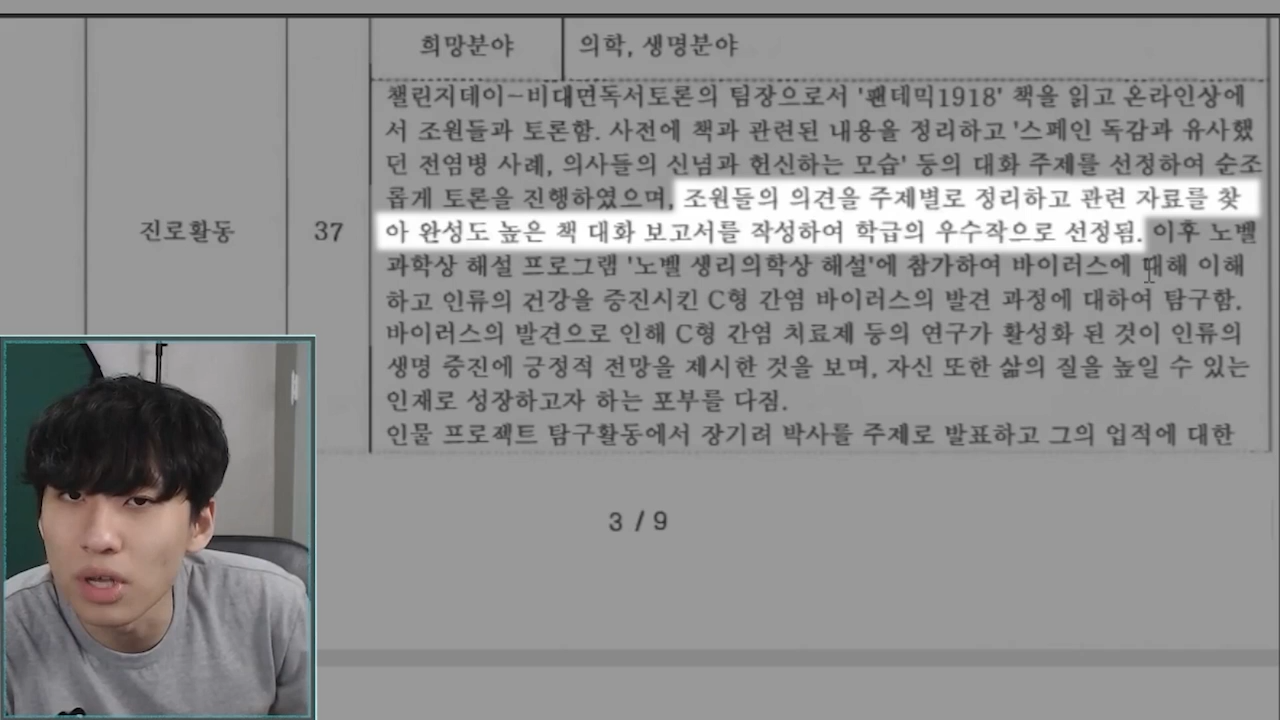 희망분야 의학, 생명분야
진로활동 37
챌린지데이-비대면독서토론의 팀장으로서 '팬데믹1918' 책을 읽고 온라인상에
서 조원들과 토론함. 사전에 책과 관련된 내용을 정리하고 '스페인 독감과 유사했
던 전염병 사례, 의사들의 신념과 헌신하는 모습' 등의 대화 주제를 선정하여 순조
롭게 토론을 진행하였으며, 조원들의 의견을 주제별로 정리하고 관련 자료를 찾
아 완성도 높은 책 대화 보고서를 작성하여 학급의 우수작으로 선정됨. 이후 노벨
과학상 해설 프로그램 '노벨 생리의학상 해설'에 참가하여 바이러스에 대해 이해
하고 인류의 건강을 증진시킨 C형 간염 바이러스의 발견 과정에 대하여 탐구함.
바이러스의 발견으로 인해 C형 간염 치료제 등의 연구가 활성화 된 것이 인류의
생명 증진에 긍정적 전망을 제시한 것을 보며, 자신 또한 삶의 질을 높일 수 있는
인재로 성장하고자 하는 포부를 다짐.
인물 프로젝트 탐구활동에서 장기려 박사를 주제로 발표하고 그의 업적에 대한
3 / 9